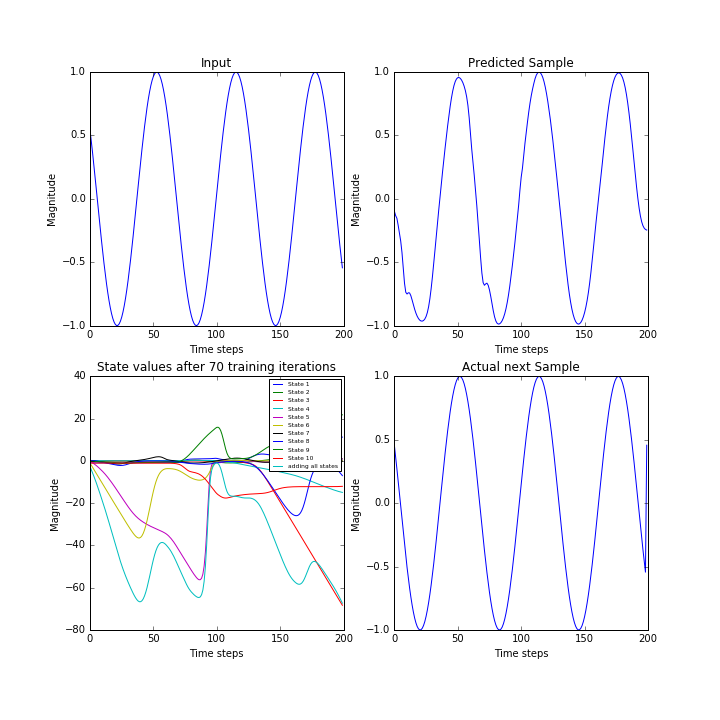 Input
1.0
0.5
0.0
−0.5
−1.0
Magnitude
0 50 100 150 200
Time steps
Predicted Sample
1.0
0.5
0.0
−0.5
−1.0
Magnitude
0 50 100 150 200
Time steps
State values after 70 training iterations
40
20
0
−20
−40
−60
−80
Magnitude
0 50 100 150 200
Time steps
State 1
State 2
State 3
State 4
State 5
State 6
State 7
State 8
State 9
State 10
adding all states
Actual next Sample
1.0
0.5
0.0
−0.5
−1.0
Magnitude
0 50 100 150 200
Time steps